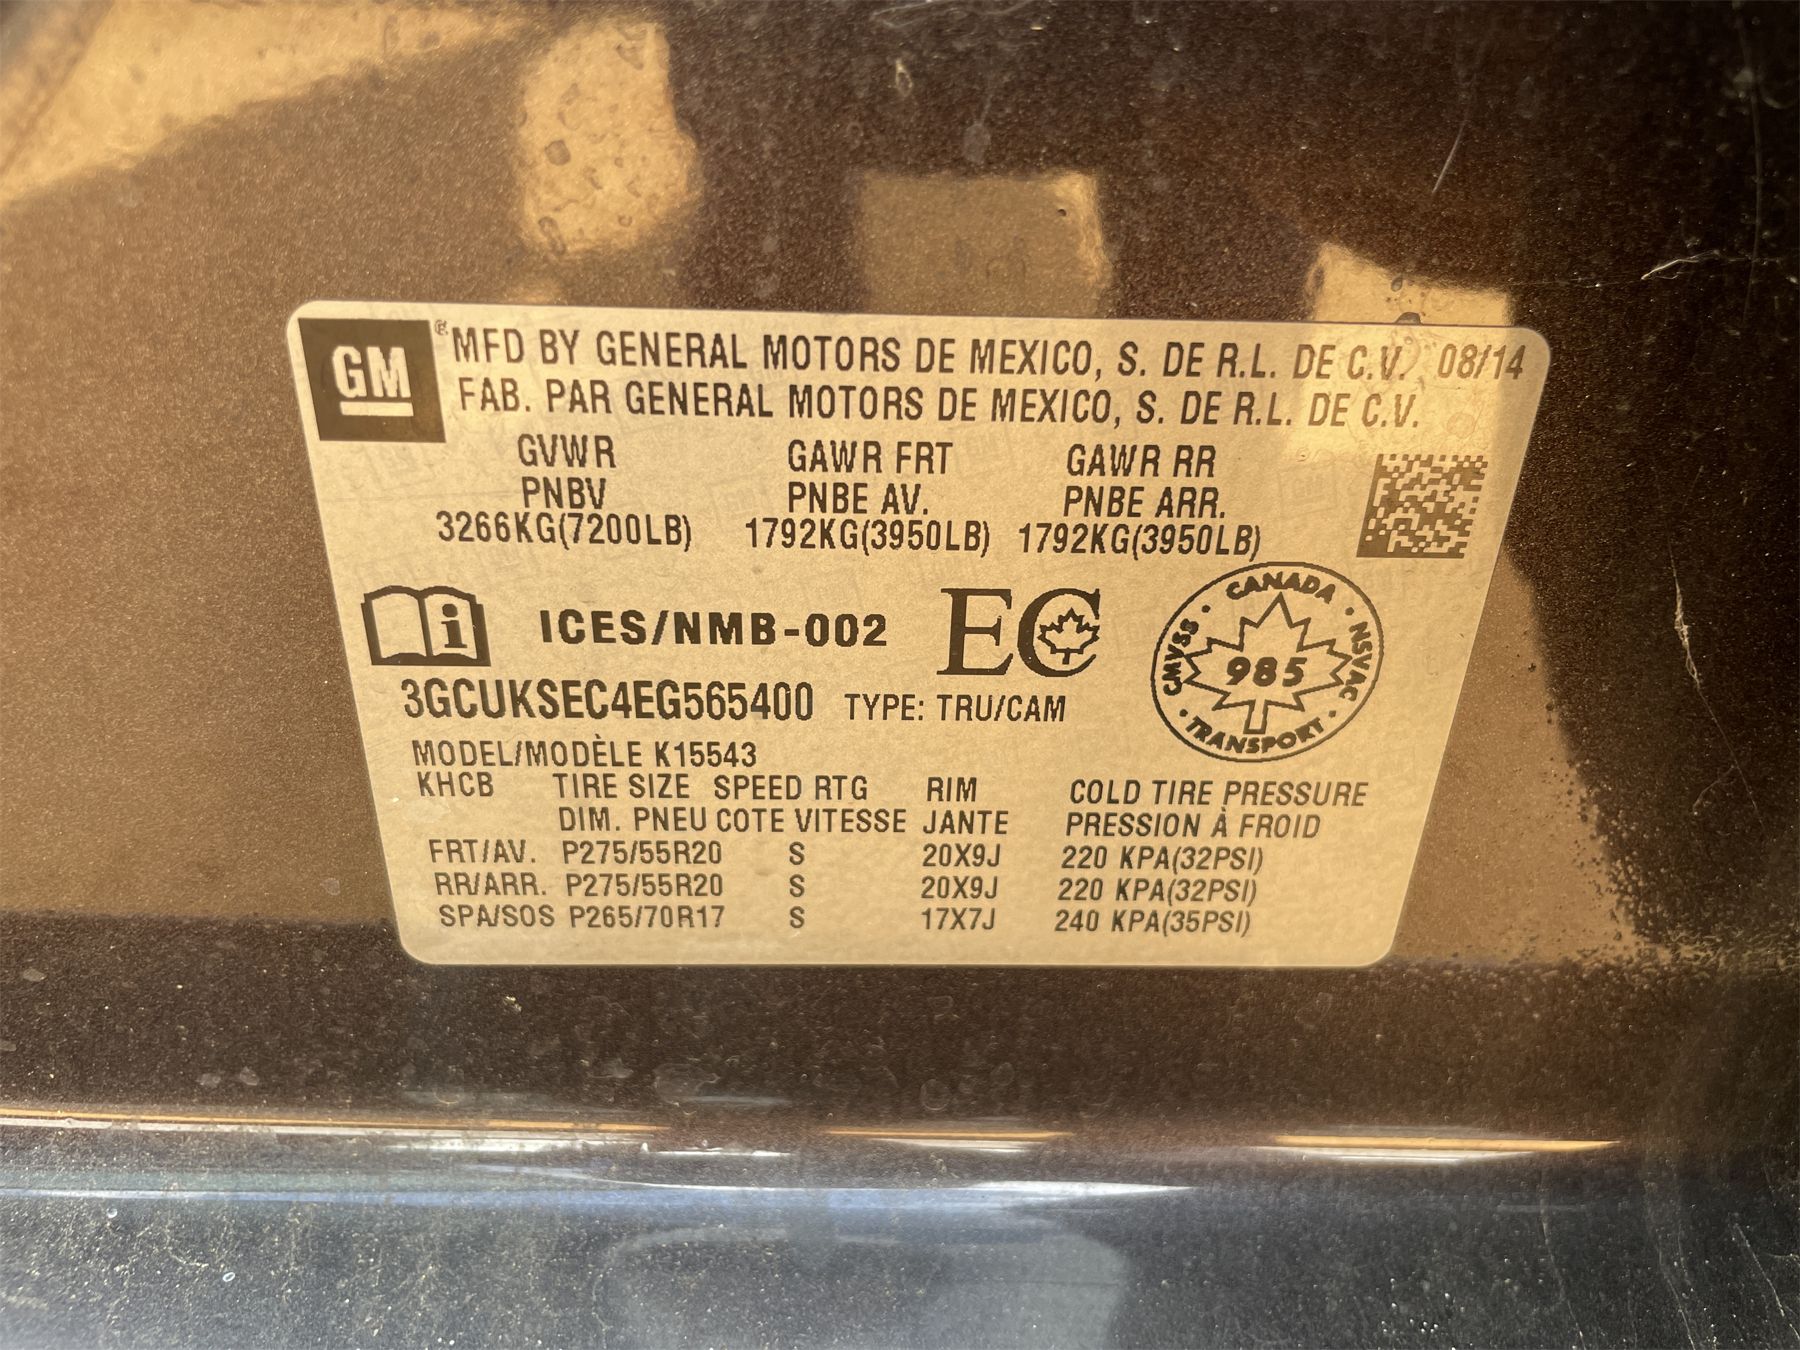 GM
® MFD BY GENERAL MOTORS DE MEXICO, S. DE R.L. DE C.V. 08/14
FAB. PAR GENERAL MOTORS DE MEXICO, S. DE R.L. DE C.V.
GVWR GAWR FRT GAWR RR
PNBV PNBE AV. PNBE ARR.
3266KG(7200LB) 1792KG(3950LB) 1792KG(3950LB)
i ICES/NMB-002 EC
CANADA
CMVSS 985 NSVAC
TRANSPORT
3GCUKSEC4EG565400 TYPE: TRU/CAM
MODEL/MODÈLE K15543
KHCB TIRE SIZE SPEED RTG RIM COLD TIRE PRESSURE
DIM. PNEU COTE VITESSE JANTE PRESSION À FROID
FRT/AV. P275/55R20 S 20X9J 220 KPA(32PSI)
RR/ARR. P275/55R20 S 20X9J 220 KPA(32PSI)
SPA/SOS P265/70R17 S 17X7J 240 KPA(35PSI)